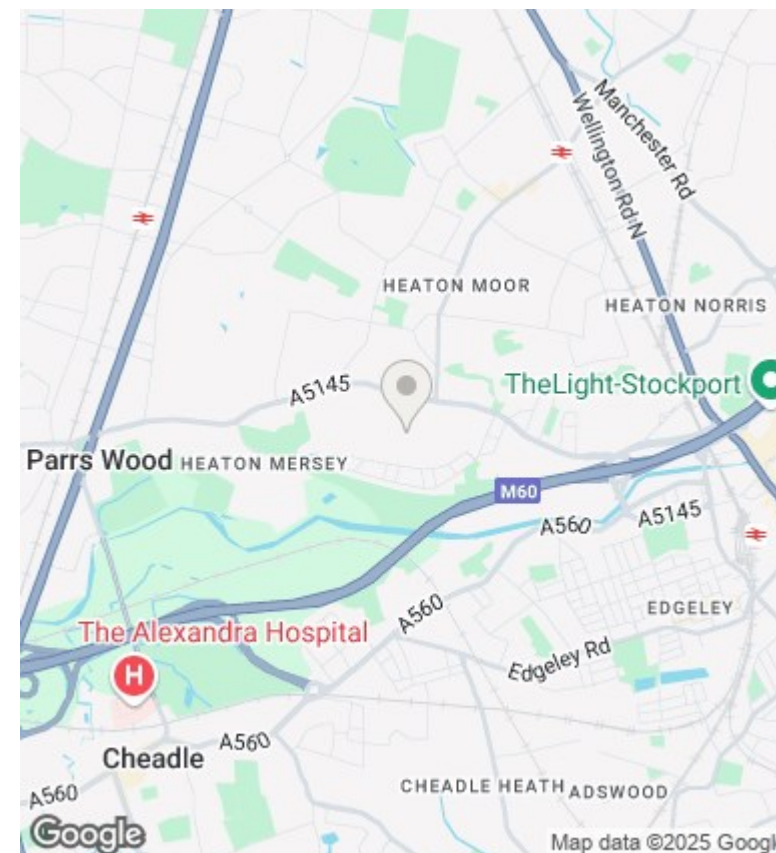 Manchester Rd
Wellington Rd N
HEATON MOOR
HEATON NORRIS
A5145
TheLight-Stockport
Parrs Wood
HEATON MERSEY
M60
A560
A5145
A560
EDGELEY
The Alexandra Hospital
H
Edgeley Rd
A560
Cheadle
CHEADLE HEATH
ADSWOOD
A560
Google
Map data ©2025 Googl